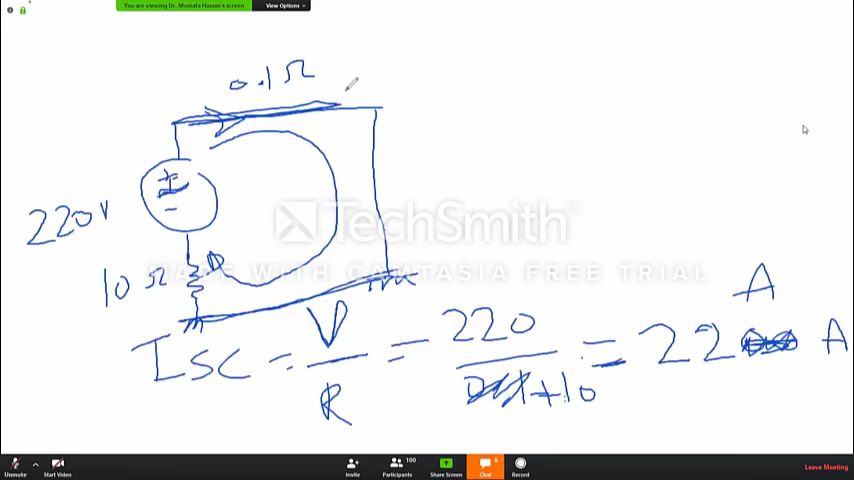 You are viewing Dr. Mostafa Hassan's screen
View Options
0.1Ω
220V
+
-
10 Ω
TechSmith®
MADE WITH CAMTASIA FREE TRIAL
A
Isc = V/R = 220/+10 = 22 A
Unmute
Start Video
Invite
Participants
100
Share Screen
Chat
Record
Leave Meeting